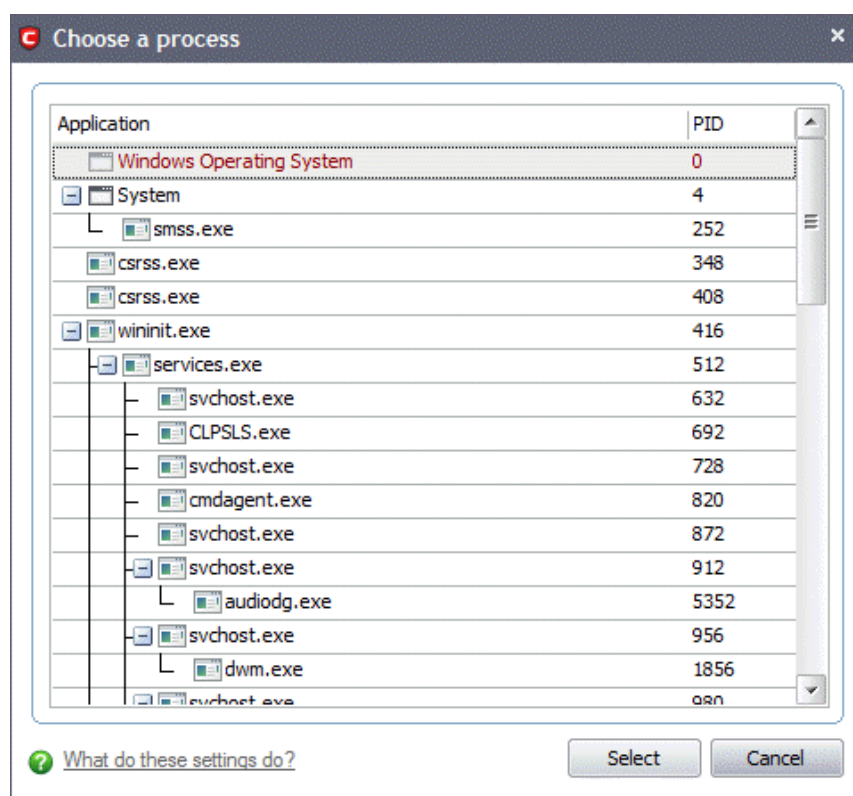 Choose a process
Application PID
Windows Operating System 0
System 4
smss.exe 252
csrss.exe 348
csrss.exe 408
wininit.exe 416
services.exe 512
svchost.exe 632
CLPSLS.exe 692
svchost.exe 728
cmdagent.exe 820
svchost.exe 872
svchost.exe 912
audiodg.exe 5352
svchost.exe 956
dwm.exe 1856
svchost.exe 980
What do these settings do? Select Cancel